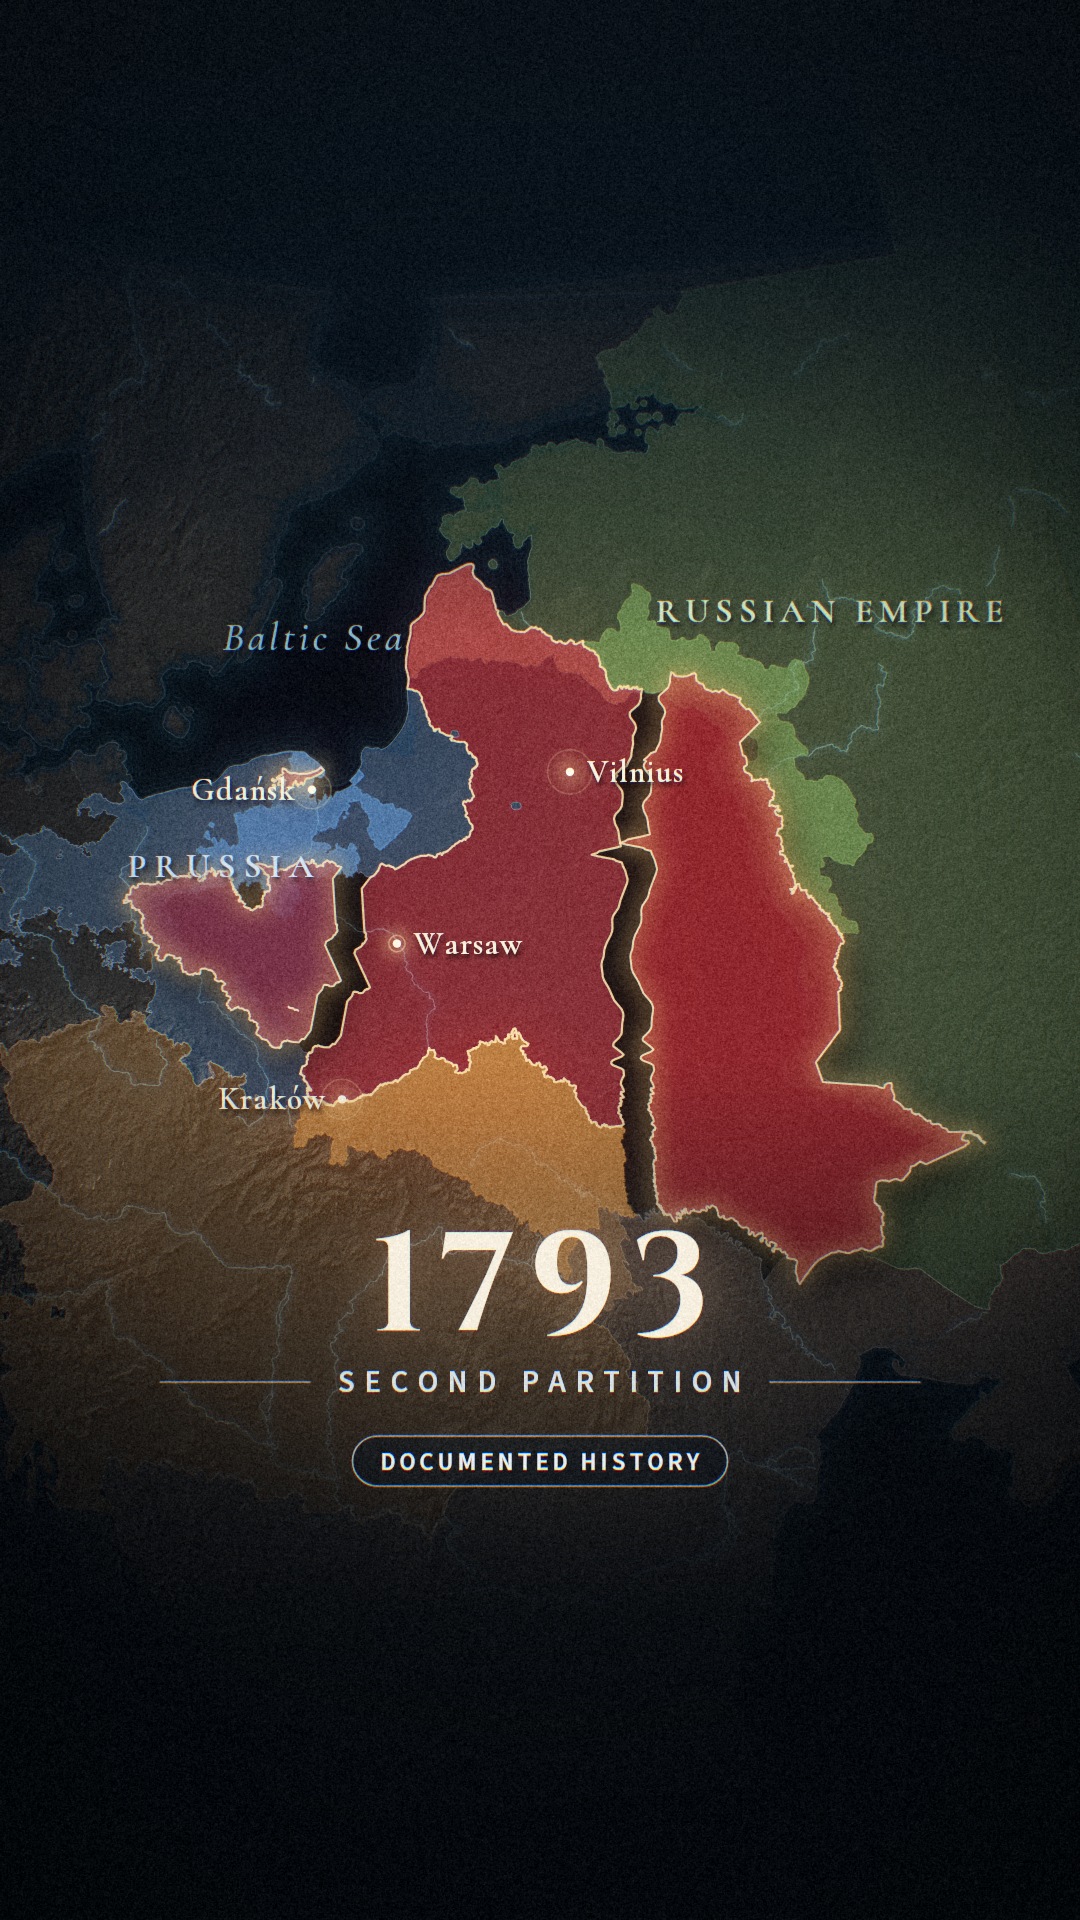 RUSSIAN EMPIRE
Baltic Sea
Vilnius
Gdańsk
PRUSSIA
Warsaw
Kraków
1793
SECOND PARTITION
DOCUMENTED HISTORY